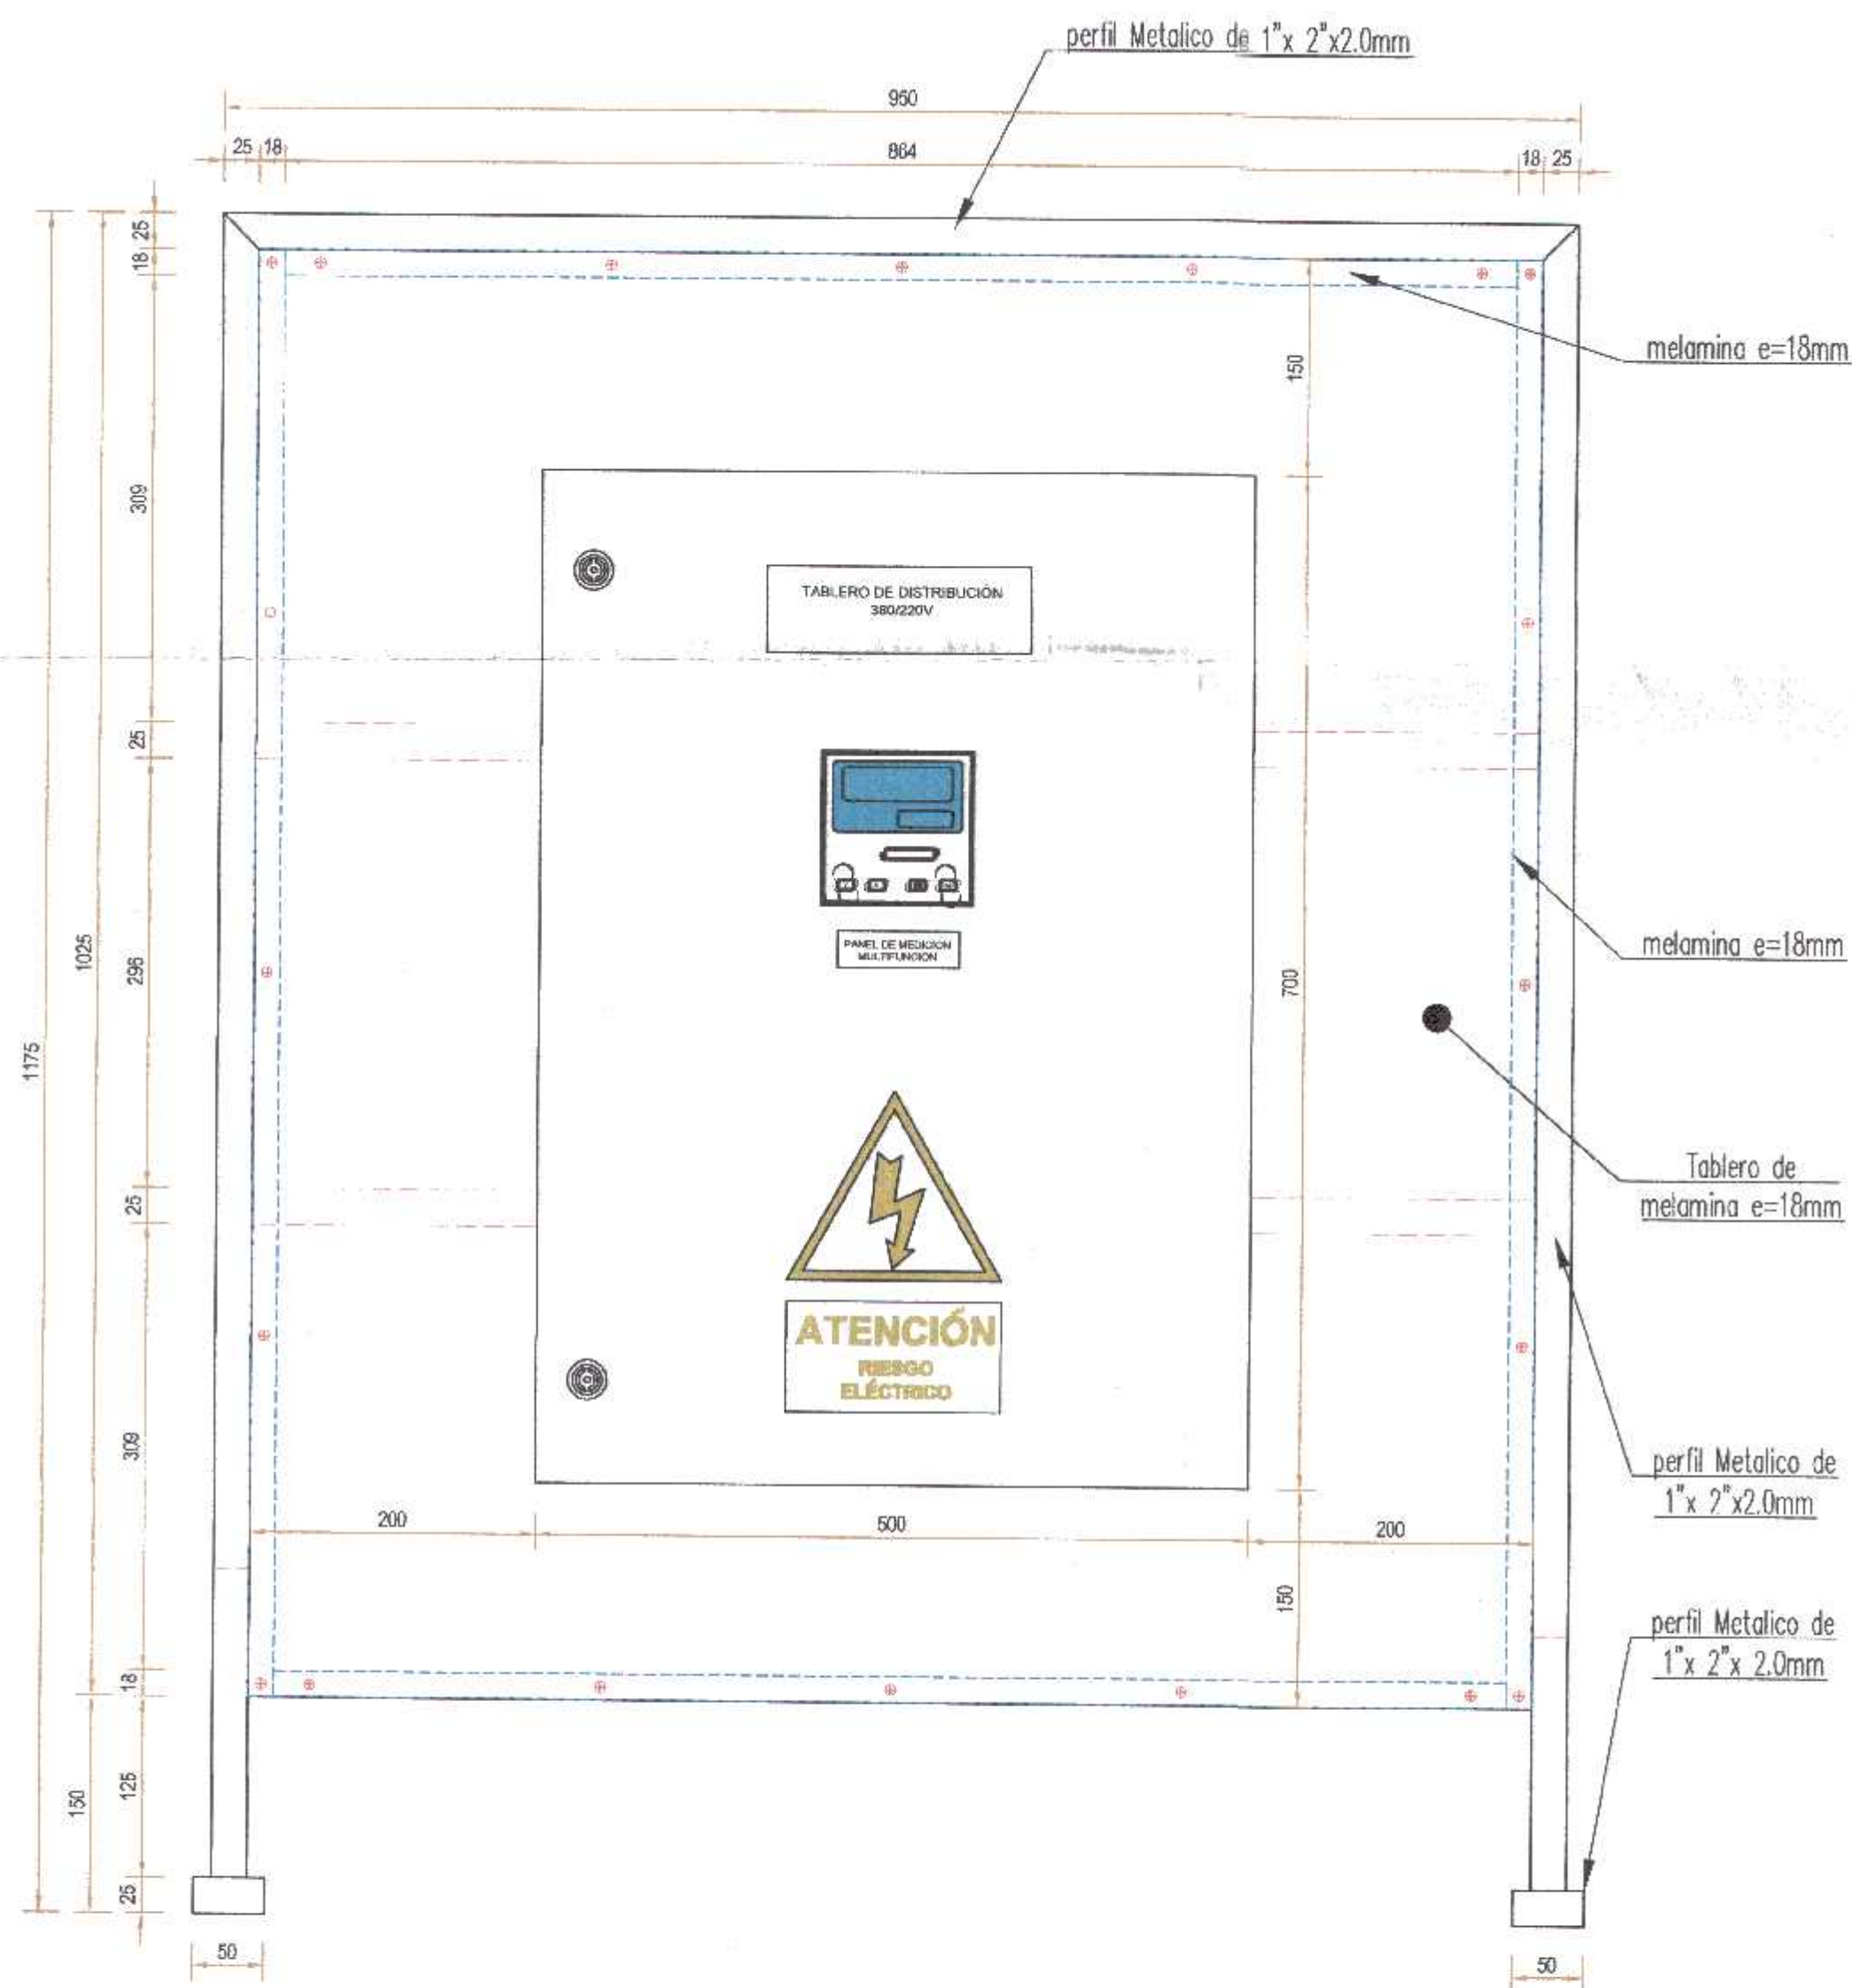 perfil Metalico de 1"x 2"x2.0mm
950
25 18 864 18 25
25
18
309
25
296
25
309
18
125
25
1025
150
1175
150
700
150
melamina e=18mm
TABLERO DE DISTRIBUCIÓN
380/220V
PANEL DE MEDICION
MULTIFUNCION
melamina e=18mm
Tablero de
melamina e=18mm
ATENCIÓN
RIESGO
ELÉCTRICO
perfil Metalico de
1"x 2"x2.0mm
200 500 200
perfil Metalico de
1"x 2"x 2.0mm
50 50